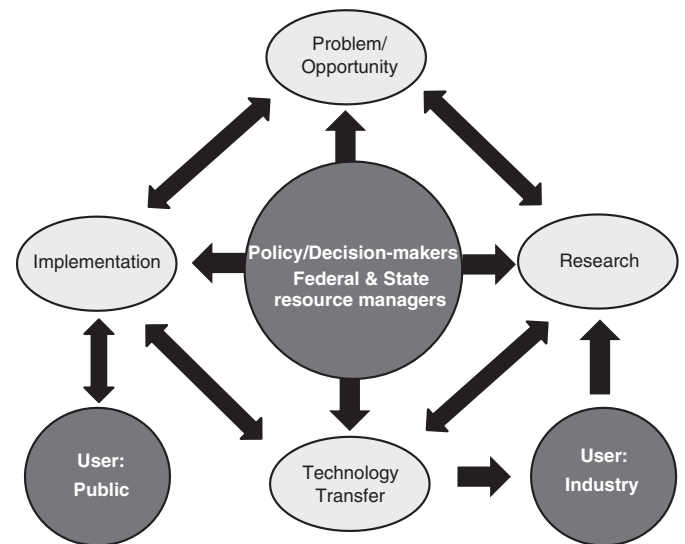 Problem/
Opportunity
Policy/Decision-makers
Federal & State
resource managers
Implementation
Research
User:
Public
Technology
Transfer
User:
Industry